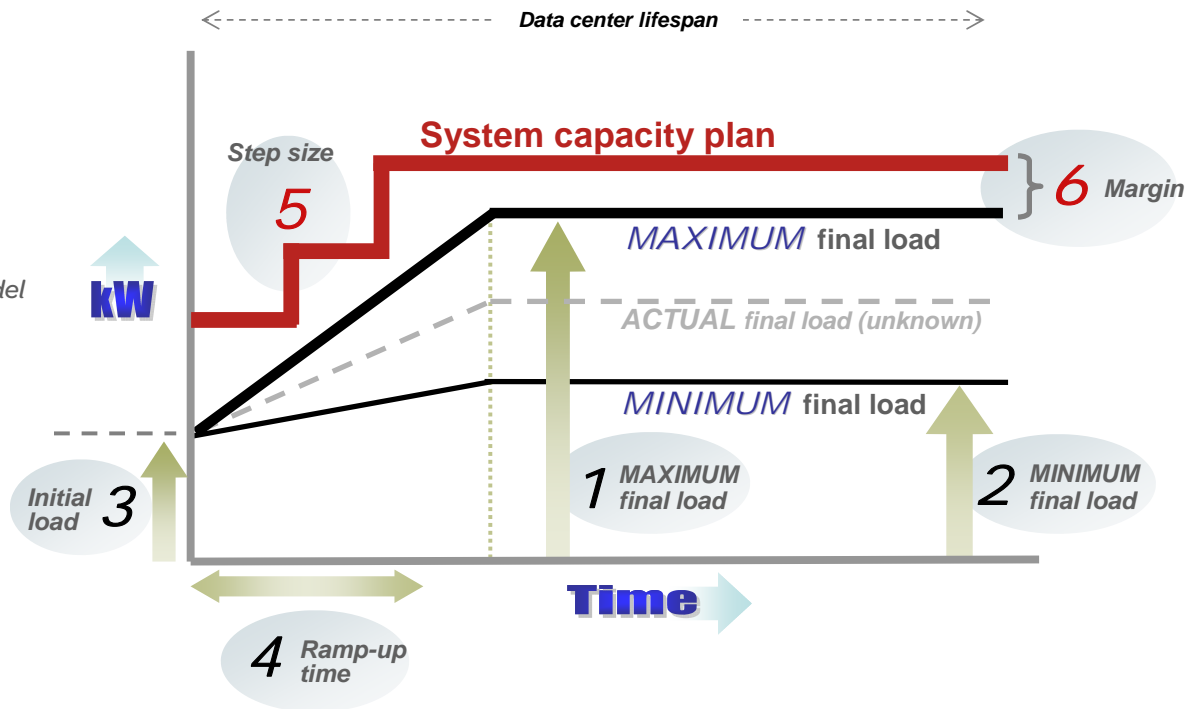 Data center lifespan
System capacity plan
Step size
5
6 Margin
MAXIMUM final load
del
kW
ACTUAL final load (unknown)
MINIMUM final load
Initial
load 3
1 MAXIMUM
final load
2 MINIMUM
final load
Time
4 Ramp-up
time